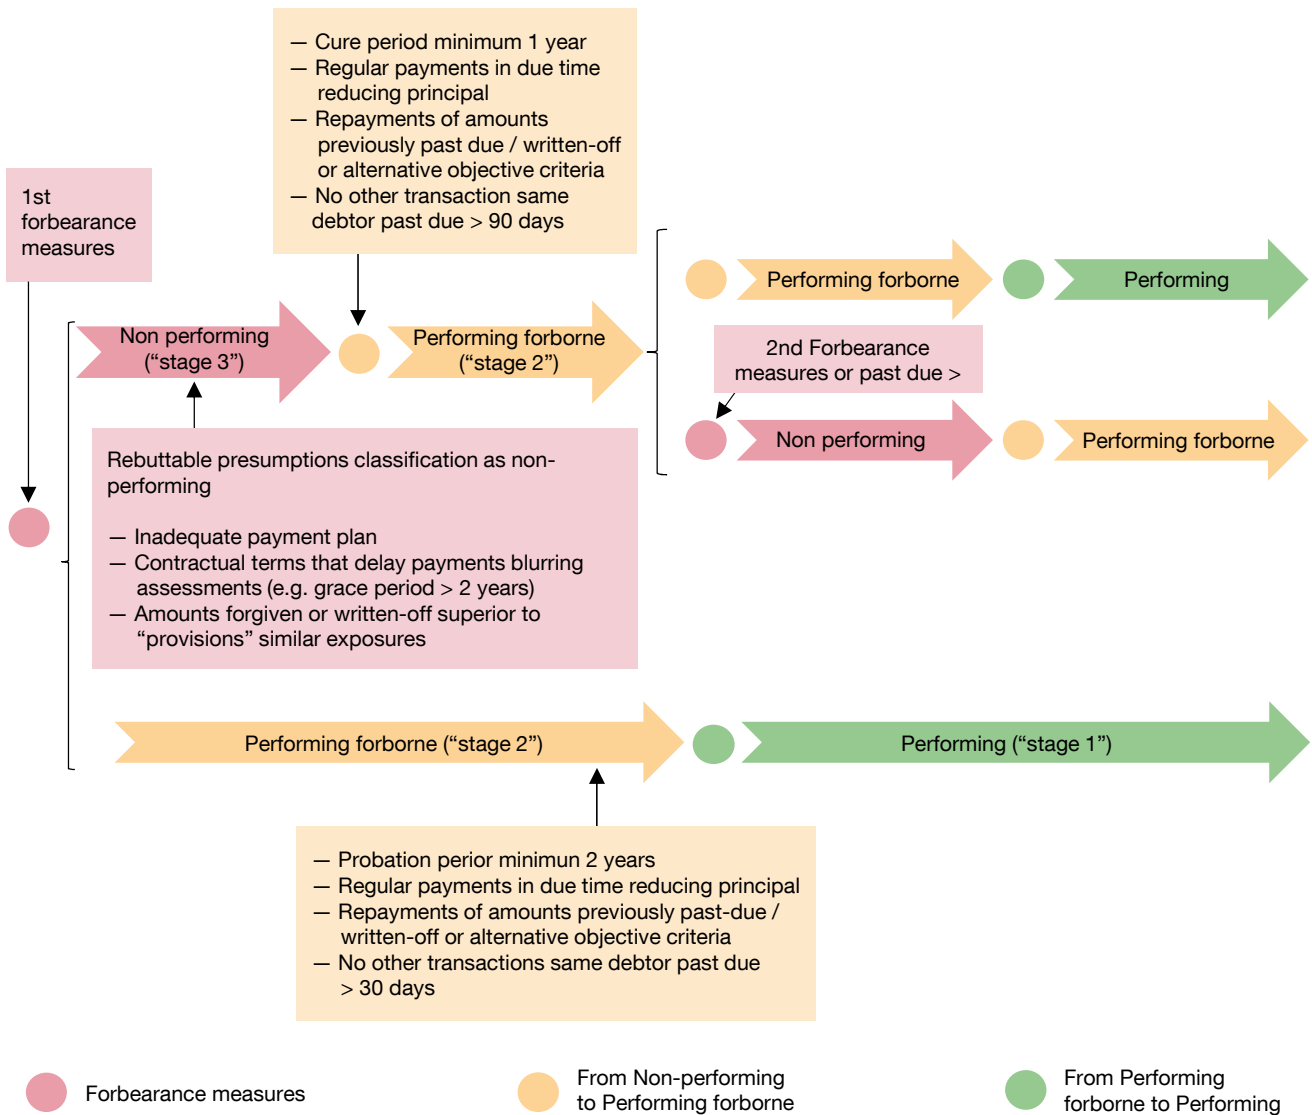 — Cure period minimum 1 year
— Regular payments in due time
reducing principal
— Repayments of amounts
previously past due / written-off
or alternative objective criteria
— No other transaction same
debtor past due > 90 days
1st
forbearance
measures
Performing forborne
Performing
Non performing
(“stage 3”)
Performing forborne
(“stage 2”)
2nd Forbearance
measures or past due >
Non performing
Performing forborne
Rebuttable presumptions classification as non-
performing
— Inadequate payment plan
— Contractual terms that delay payments blurring
assessments (e.g. grace period > 2 years)
— Amounts forgiven or written-off superior to
“provisions” similar exposures
Performing forborne (“stage 2”)
Performing (“stage 1”)
— Probation perior minimun 2 years
— Regular payments in due time reducing principal
— Repayments of amounts previously past-due /
written-off or alternative objective criteria
— No other transactions same debtor past due
> 30 days
Forbearance measures
From Non-performing
to Performing forborne
From Performing
forborne to Performing